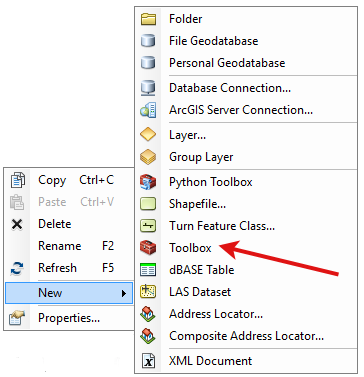 Folder
File Geodatabase
Personal Geodatabase
Database Connection...
ArcGIS Server Connection...
Layer...
Group Layer
Python Toolbox
Shapefile...
Turn Feature Class...
Toolbox
dBASE Table
LAS Dataset
Address Locator...
Composite Address Locator...
XML Document
Copy Ctrl+C
Paste Ctrl+V
Delete
Rename F2
Refresh F5
New
Properties...